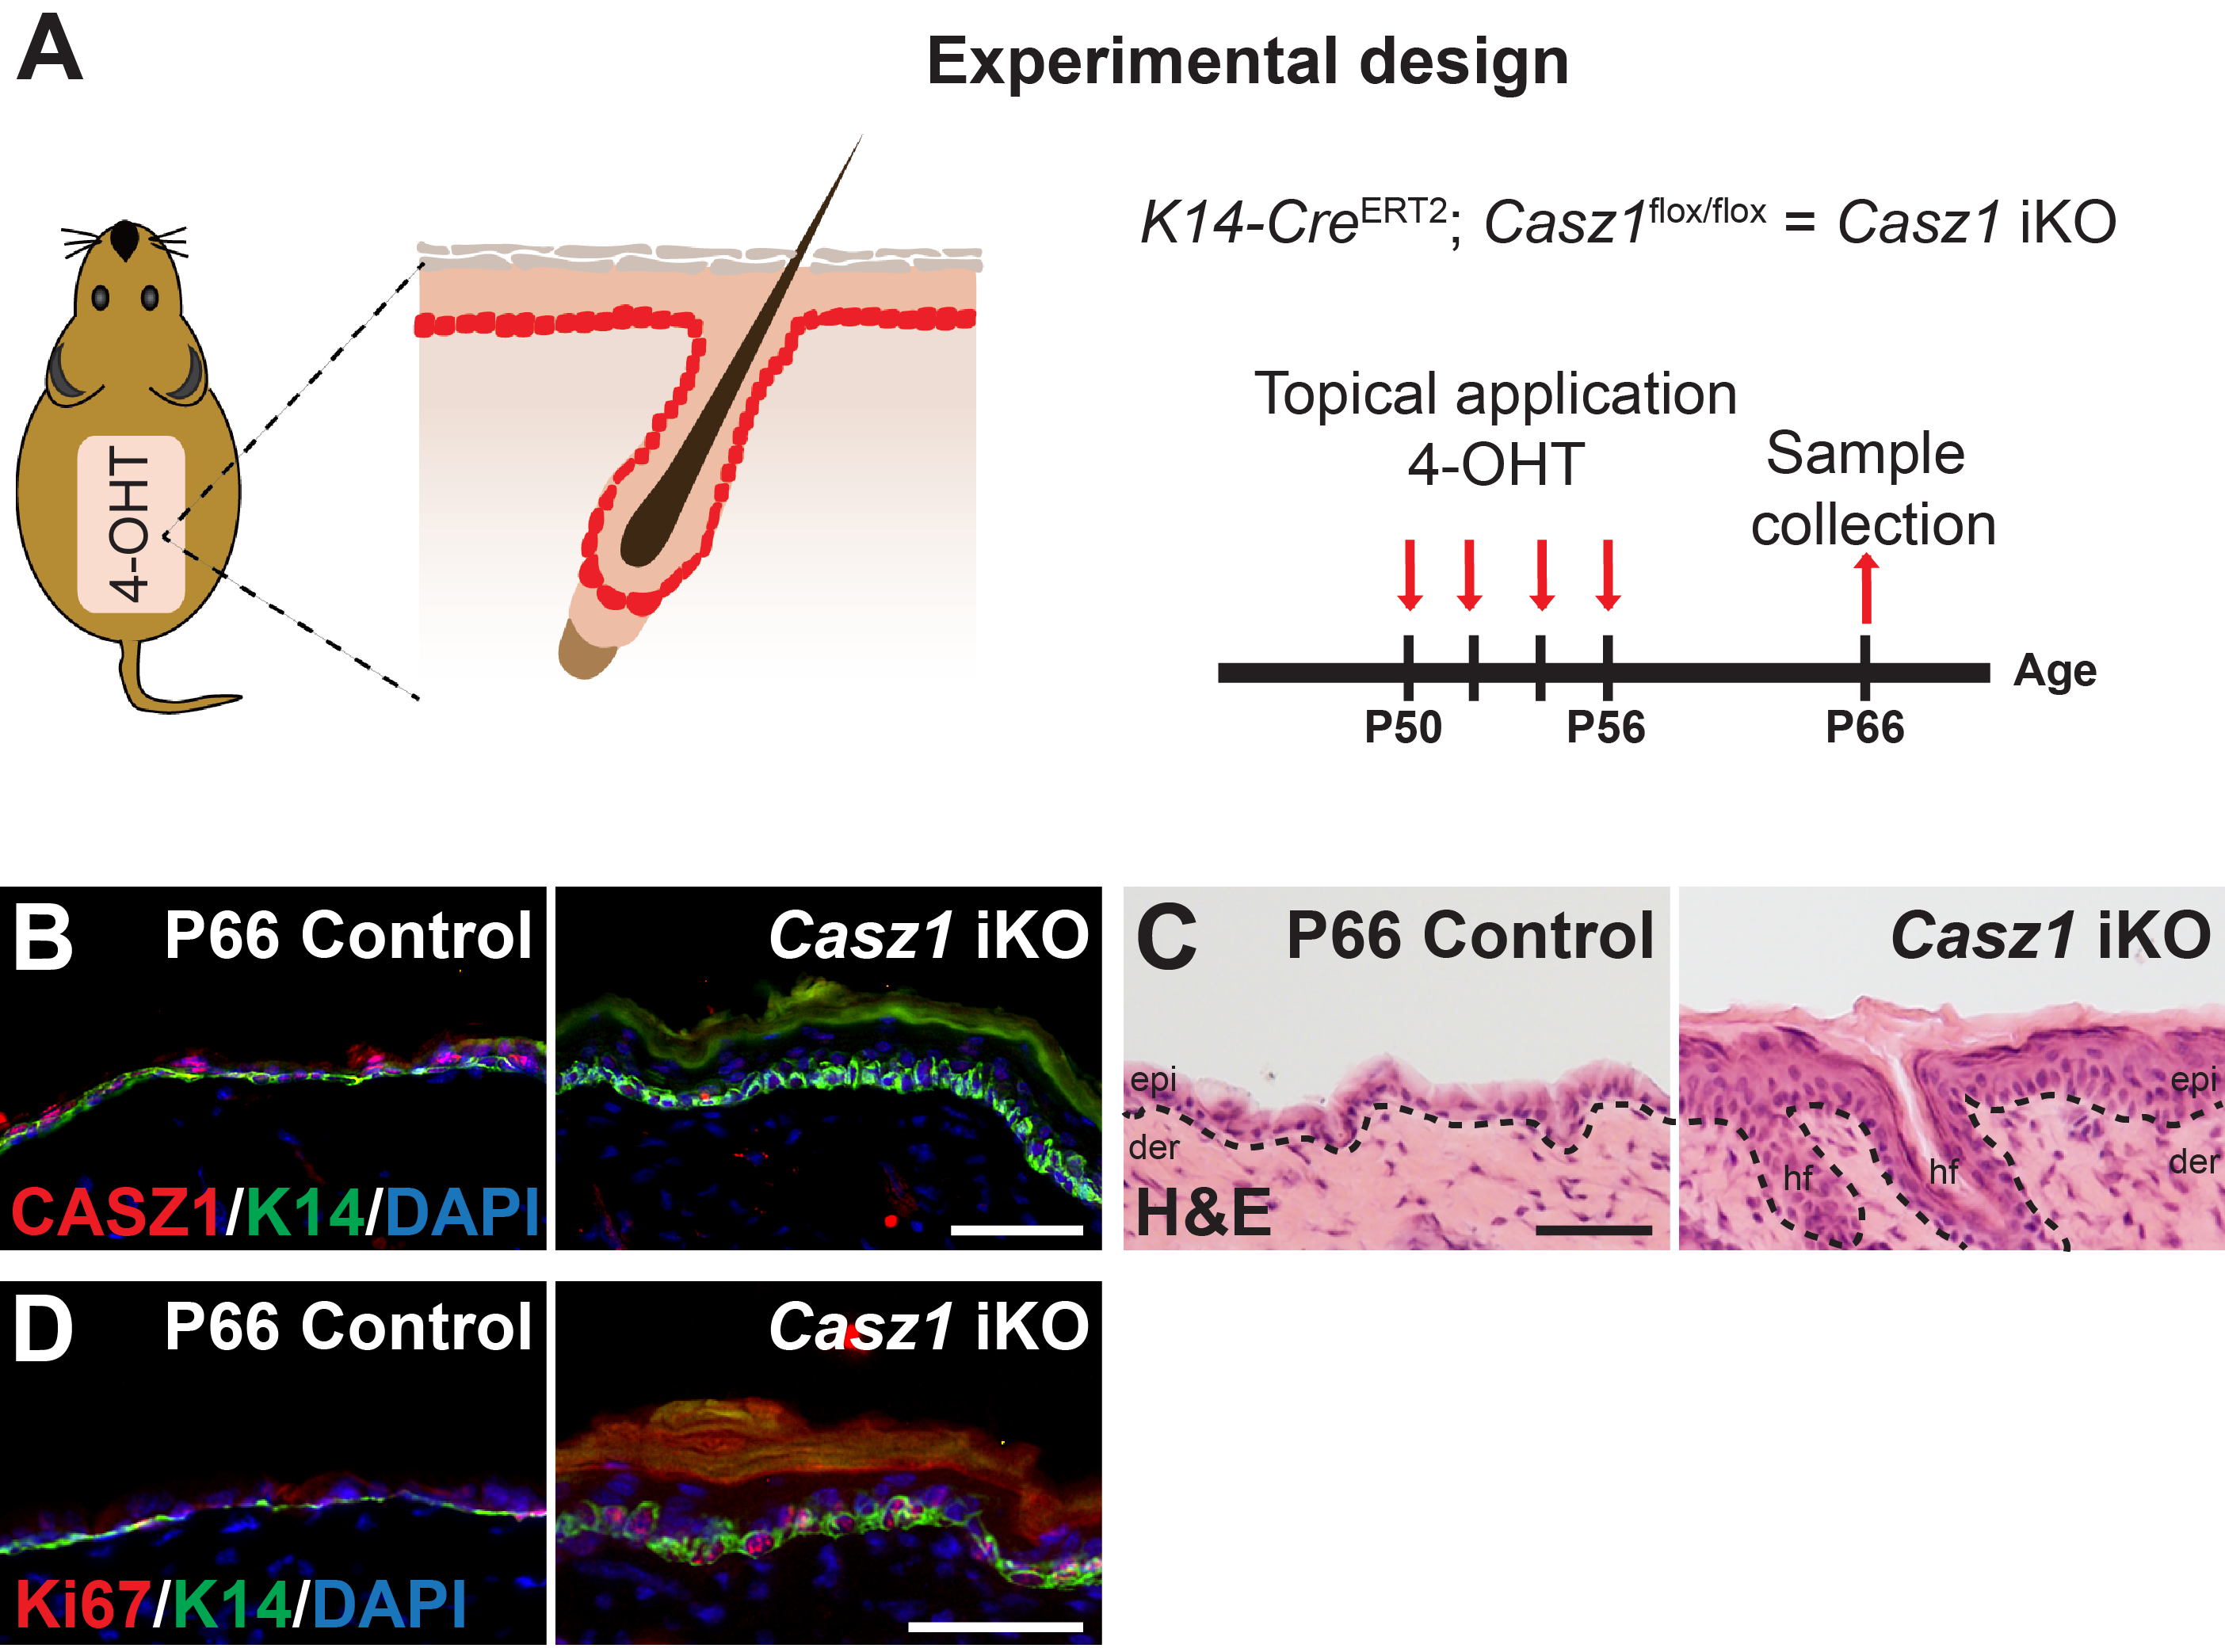 A
Experimental design
K14-CreERT2; Casz1flox/flox = Casz1 iKO
4-OHT
Topical application
4-OHT
Sample
collection
Age
P50
P56
P66
B
P66 Control
Casz1 iKO
CASZ1/K14/DAPI
C
P66 Control
Casz1 iKO
epi
der
H&E
hf
hf
epi
der
D
P66 Control
Casz1 iKO
Ki67/K14/DAPI